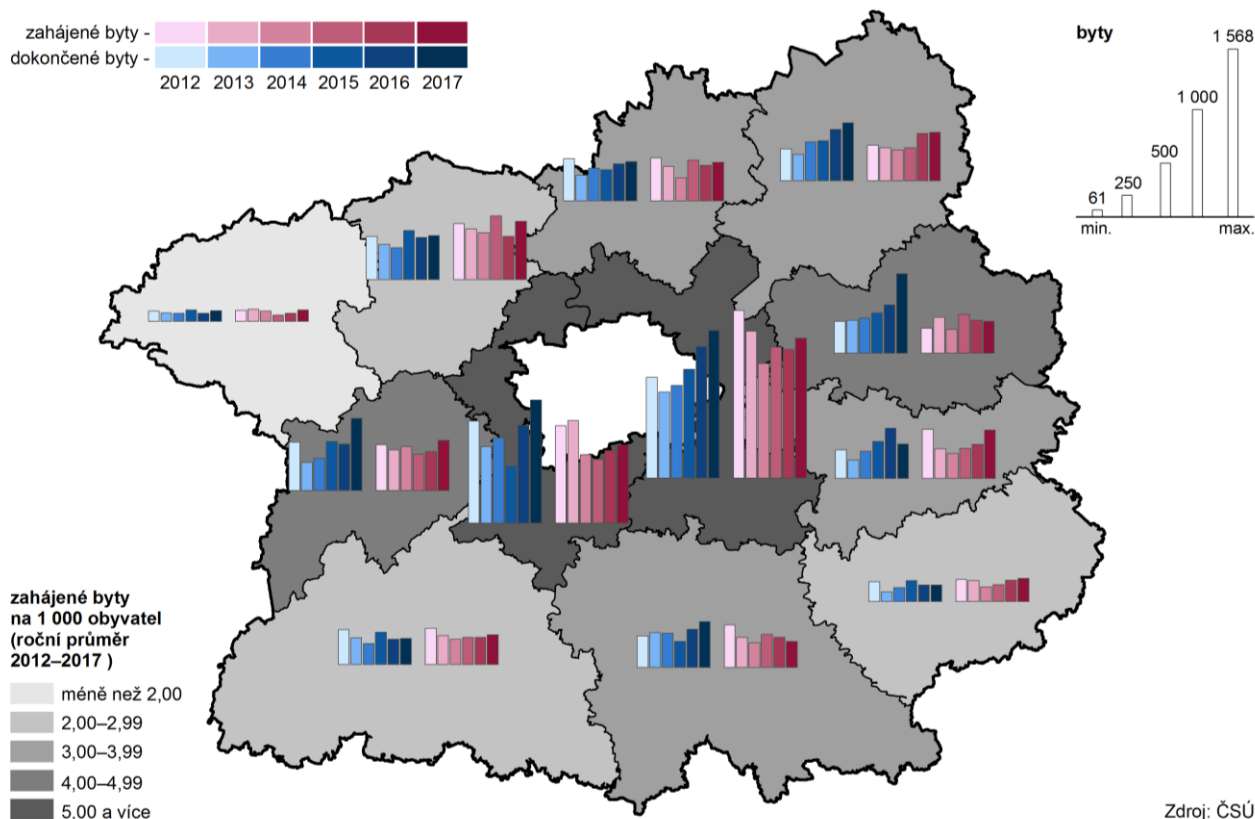 zahájené byty -
dokončené byty -
2012 2013 2014 2015 2016 2017
byty
1 568
1 000
500
250
61
min. max.
zahájené byty
na 1 000 obyvatel
(roční průměr
2012–2017 )
méně než 2,00
2,00–2,99
3,00–3,99
4,00–4,99
5,00 a více
Zdroj: ČSÚ